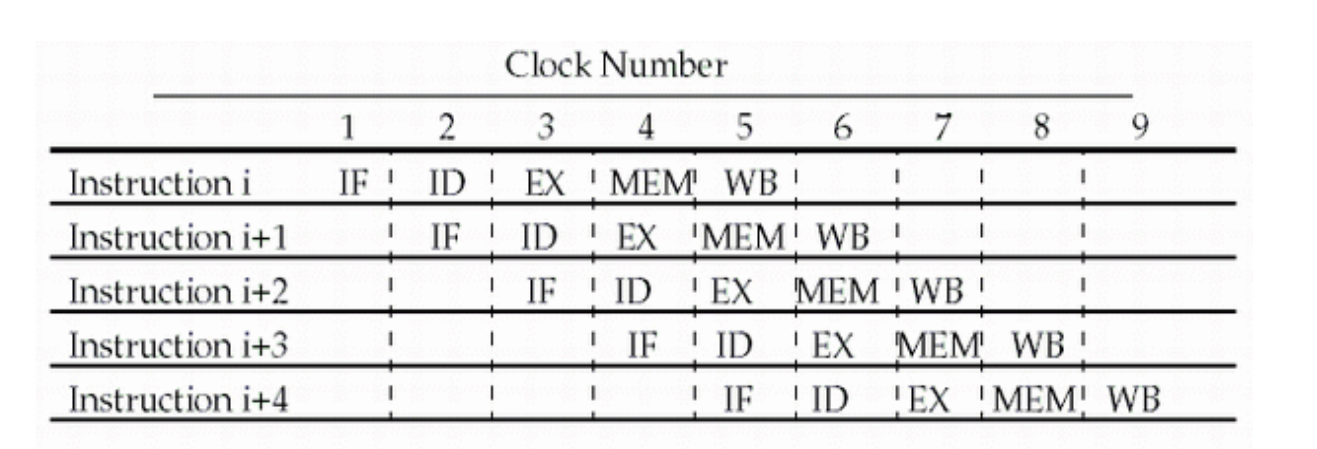 Clock Number
1 2 3 4 5 6 7 8 9
Instruction i IF ID EX MEM WB
Instruction i+1 IF ID EX MEM WB
Instruction i+2 IF ID EX MEM WB
Instruction i+3 IF ID EX MEM WB
Instruction i+4 IF ID EX MEM WB